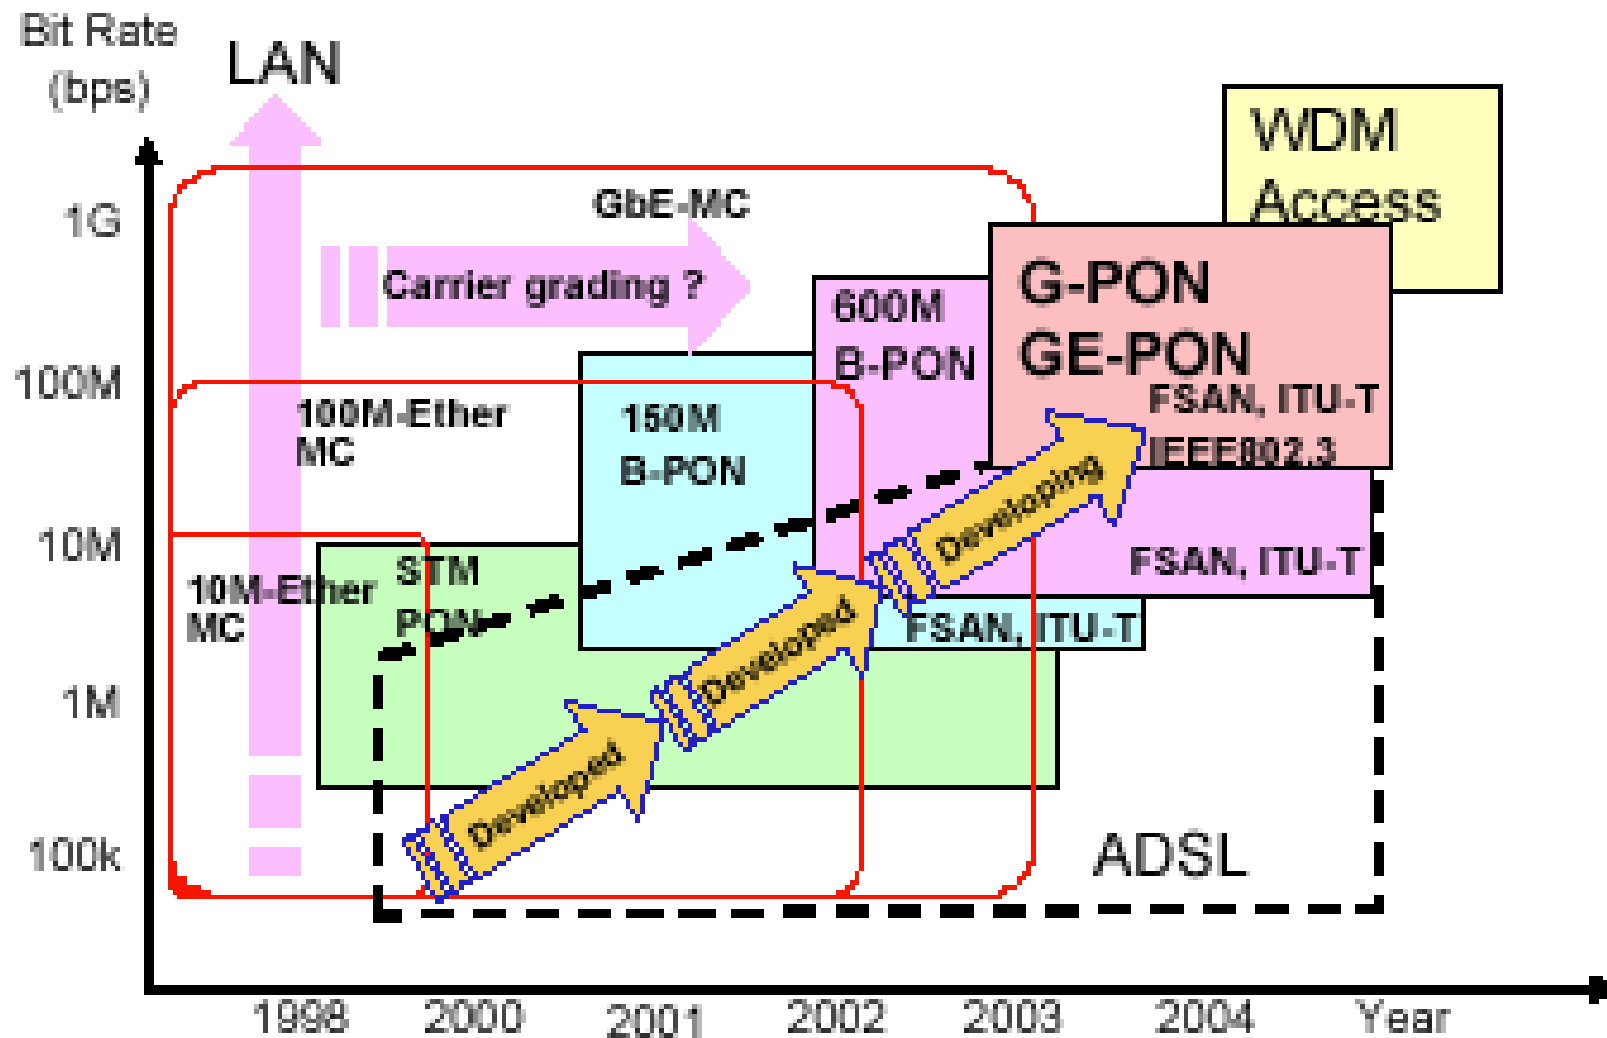 Bit Rate
(bps)
LAN
WDM
Access
1G
GbE-MC
Carrier grading ?
600M
B-PON
G-PON
GE-PON
FSAN, ITU-T
IEEE802.3
100M
100M-Ether
MC
150M
B-PON
Developing
10M
STM
PON
10M-Ether
MC
FSAN, ITU-T
FSAN, ITU-T
Developed
1M
Developed
100k
ADSL
1998
2000
2001
2002
2003
2004
Year